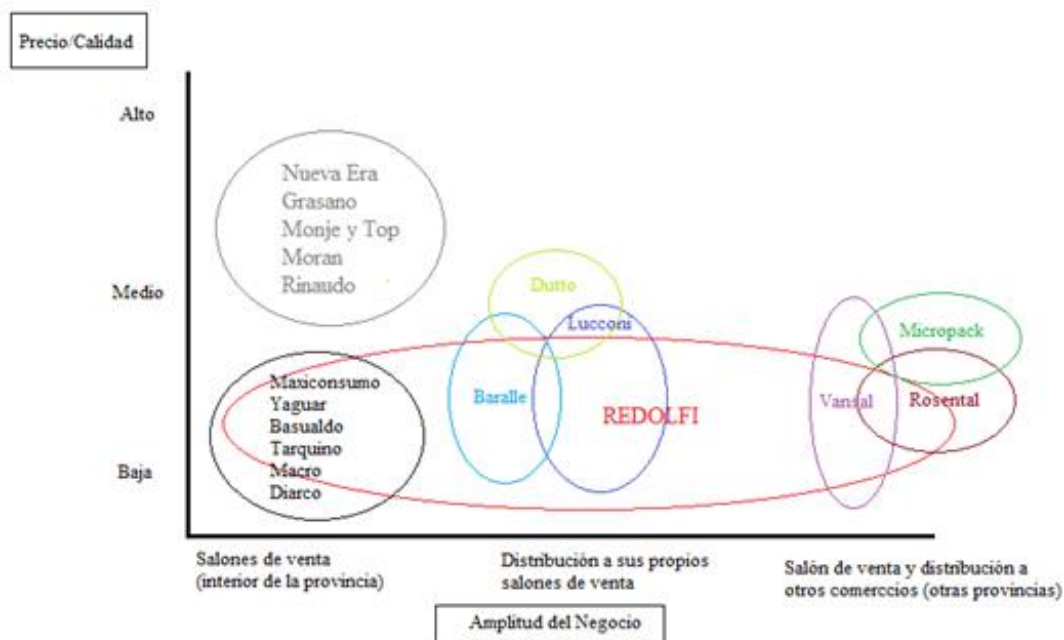 Precio/Calidad
Alto
Nueva Era
Grasano
Monje y Top
Moran
Rinaudo
Medio
Dutto
Lucconi
Micropack
Maxiconsumo
Yaguar
Basualdo
Tarquino
Macro
Diarco
Baralle
REDOLFI
Vansal
Rosental
Baja
Salones de venta
(interior de la provincia)
Distribución a sus propios
salones de venta
Salón de venta y distribución a
otros comerccios (otras provincias)
Amplitud del Negocio